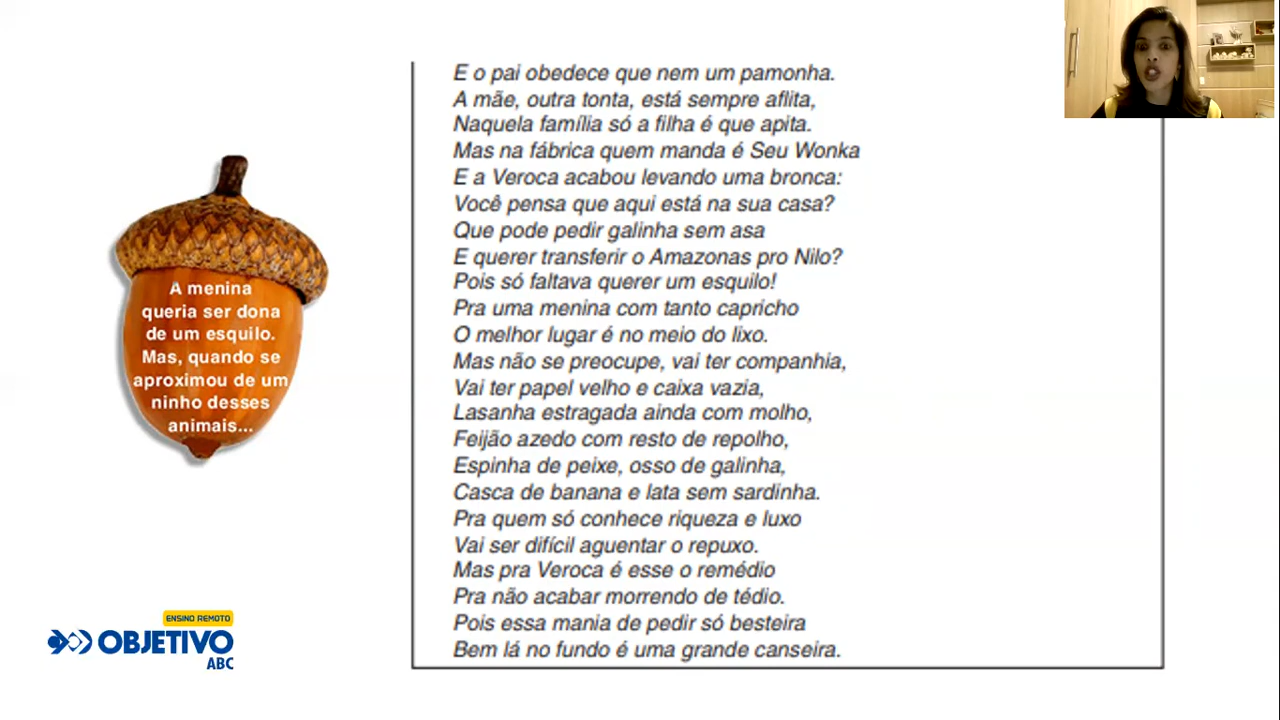 E o pai obedece que nem um pamonha.
A mãe, outra tonta, está sempre aflita,
Naquela família só a filha é que apita.
Mas na fábrica quem manda é Seu Wonka
E a Veroca acabou levando uma bronca:
Você pensa que aqui está na sua casa?
Que pode pedir galinha sem asa
E querer transferir o Amazonas pro Nilo?
Pois só faltava querer um esquilo!
Pra uma menina com tanto capricho
O melhor lugar é no meio do lixo.
Mas não se preocupe, vai ter companhia,
Vai ter papel velho e caixa vazia,
Lasanha estragada ainda com molho,
Feijão azedo com resto de repolho,
Espinha de peixe, osso de galinha,
Casca de banana e lata sem sardinha.
Pra quem só conhece riqueza e luxo
Vai ser difícil aguentar o repuxo.
Mas pra Veroca é esse o remédio
Pra não acabar morrendo de tédio.
Pois essa mania de pedir só besteira
Bem lá no fundo é uma grande canseira.
A menina
queria ser dona
de um esquilo.
Mas, quando se
aproximou de um
ninho desses
animais...
ENSINO REMOTO
OBJETIVO
ABC